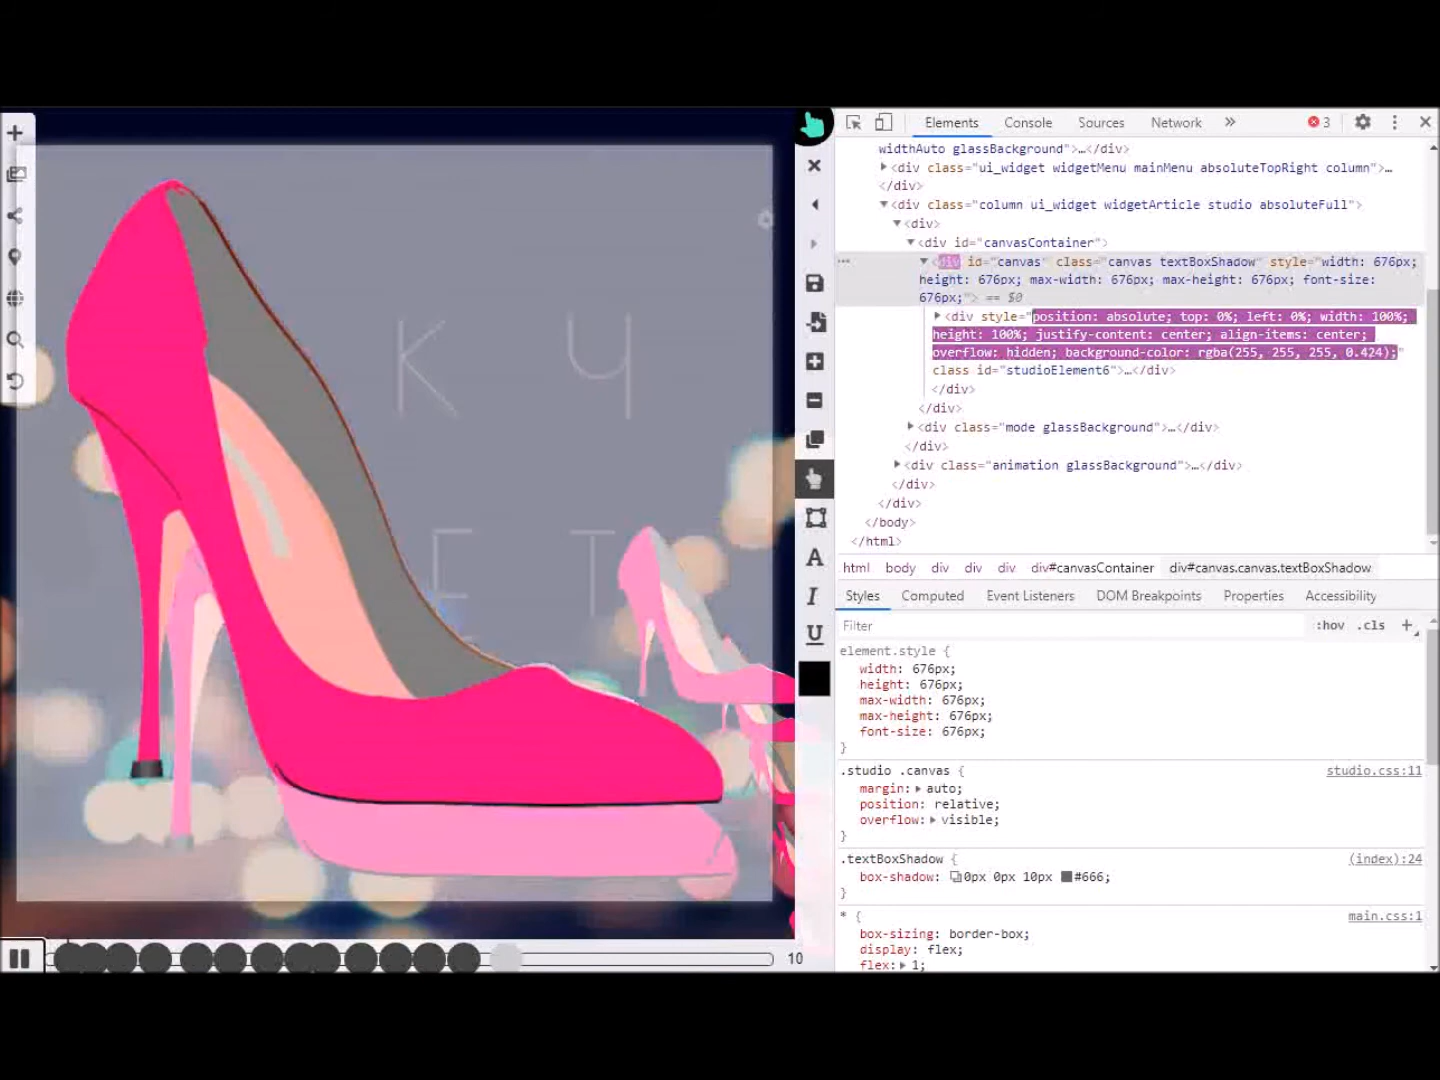 K Y
E T
10
A
I
U
Elements Console Sources Network » 3
widthAuto glassBackground">…</div>
<div class="ui_widget widgetMenu mainMenu absoluteTopRight column">…
</div>
<div class="column ui_widget widgetArticle studio absoluteFull">
<div>
<div id="canvasContainer">
<div id="canvas" class="canvas textBoxShadow" style="width: 676px;
height: 676px; max-width: 676px; max-height: 676px; font-size:
676px;"> == $0
<div style="position: absolute; top: 0%; left: 0%; width: 100%;
height: 100%; justify-content: center; align-items: center;
overflow: hidden; background-color: rgba(255, 255, 255, 0.424);"
class id="studioElement6">…</div>
</div>
</div>
<div class="mode glassBackground">…</div>
</div>
<div class="animation glassBackground">…</div>
</div>
</div>
</body>
</html>
html body div div div div#canvasContainer div#canvas.canvas.textBoxShadow
Styles Computed Event Listeners DOM Breakpoints Properties Accessibility
Filter :hov .cls +
element.style {
width: 676px;
height: 676px;
max-width: 676px;
max-height: 676px;
font-size: 676px;
}
.studio .canvas { studio.css:11
margin: auto;
position: relative;
overflow: visible;
}
.textBoxShadow { (index):24
box-shadow: 0px 0px 10px #666;
}
* { main.css:1
box-sizing: border-box;
display: flex;
flex: 1;